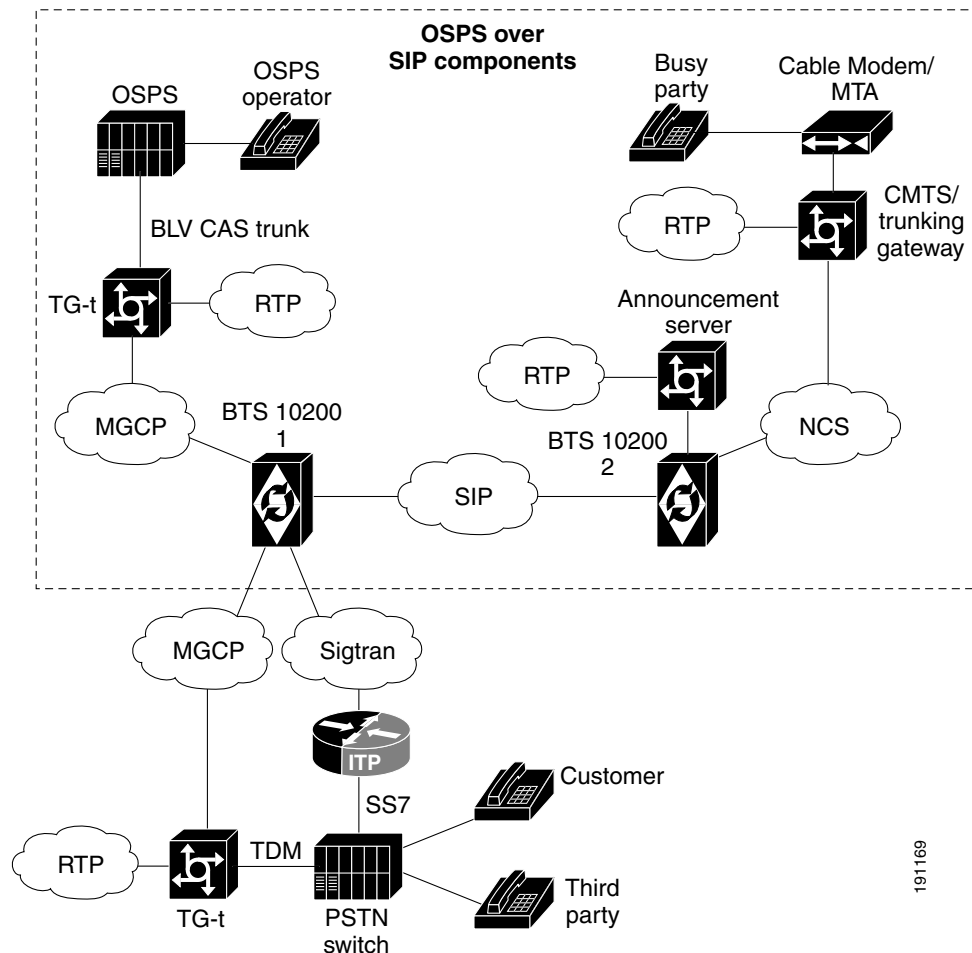 OSPS over
SIP components
OSPS
OSPS
operator
Busy
party
Cable Modem/
MTA
BLV CAS trunk
RTP
CMTS/
trunking
gateway
TG-t
RTP
Announcement
server
RTP
MGCP
BTS 10200
1
SIP
BTS 10200
2
NCS
MGCP
Sigtran
ITP
SS7
Customer
RTP
TDM
TG-t
PSTN
switch
Third
party
191169